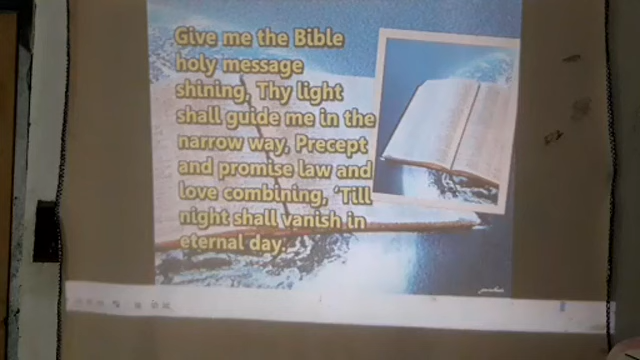 Give me the Bible
holy message
shining, Thy light
shall guide me in the
narrow way, Precept
and promise law and
love combining, 'Till
night shall vanish in
eternal day.